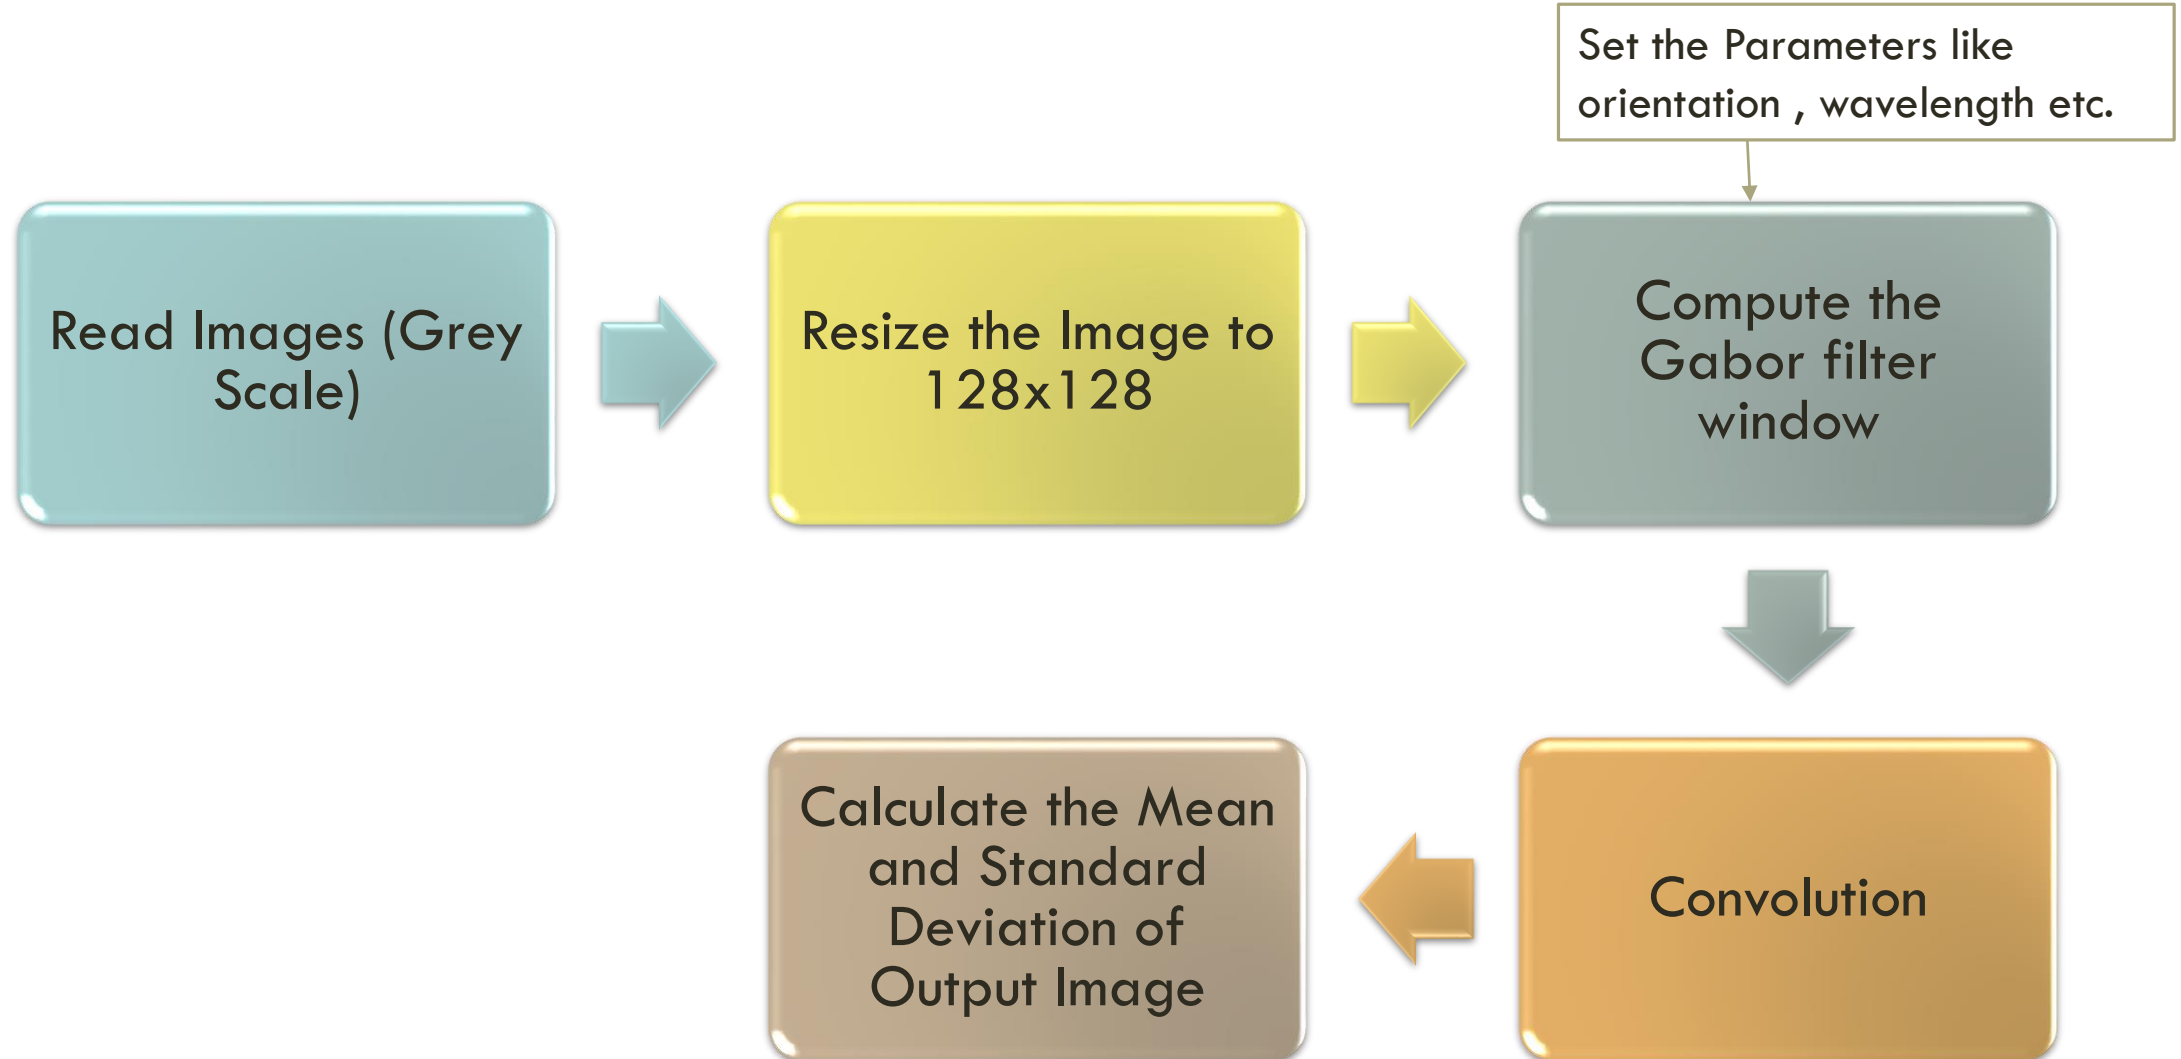 Set the Parameters like
orientation , wavelength etc.
Read Images (Grey
Scale)
Resize the Image to
128x128
Compute the
Gabor filter
window
Convolution
Calculate the Mean
and Standard
Deviation of
Output Image